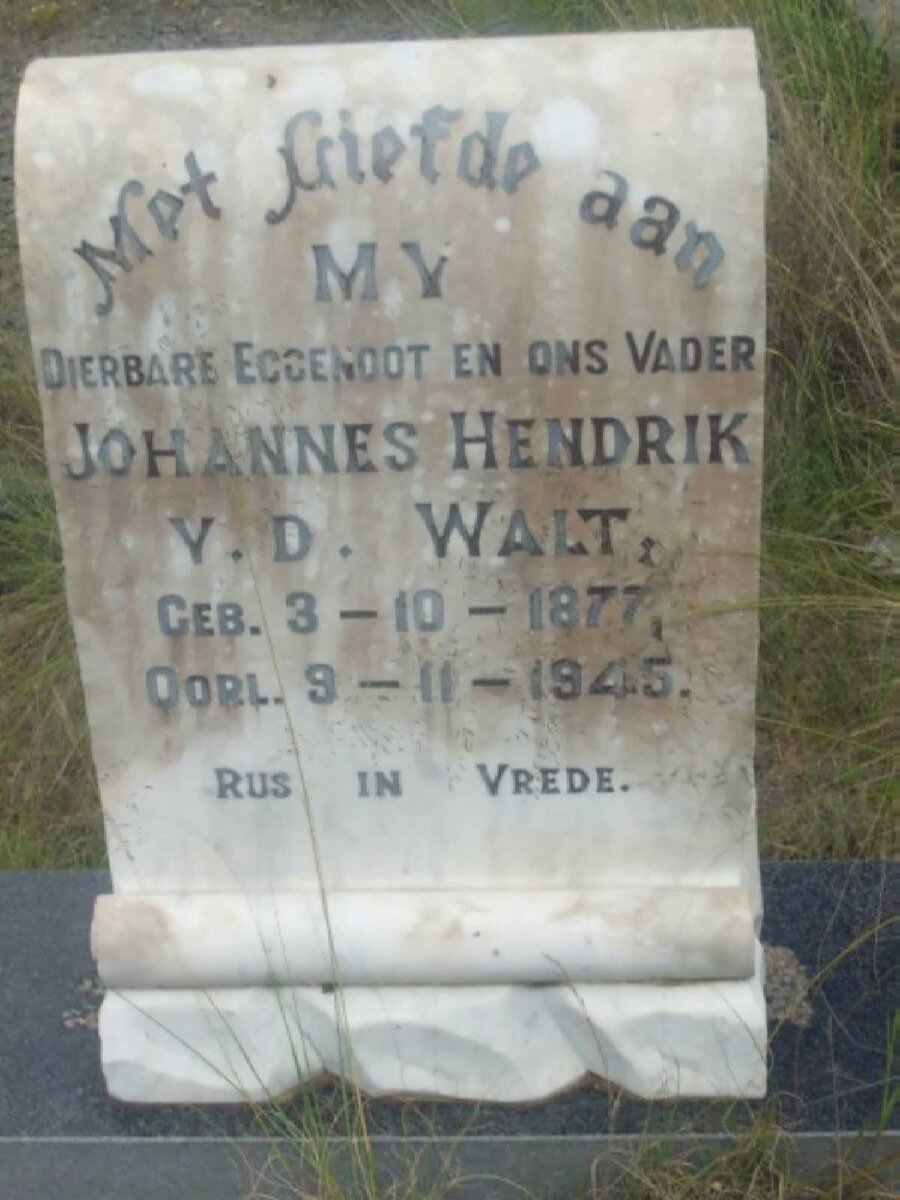 Met Liefde aan
MY
DIERBARE EGGENOOT EN ONS VADER
JOHANNES HENDRIK
V. D. WALT,
GEB. 3 - 10 - 1877,
OORL. 9 - 11 - 1945.
RUS IN VREDE.